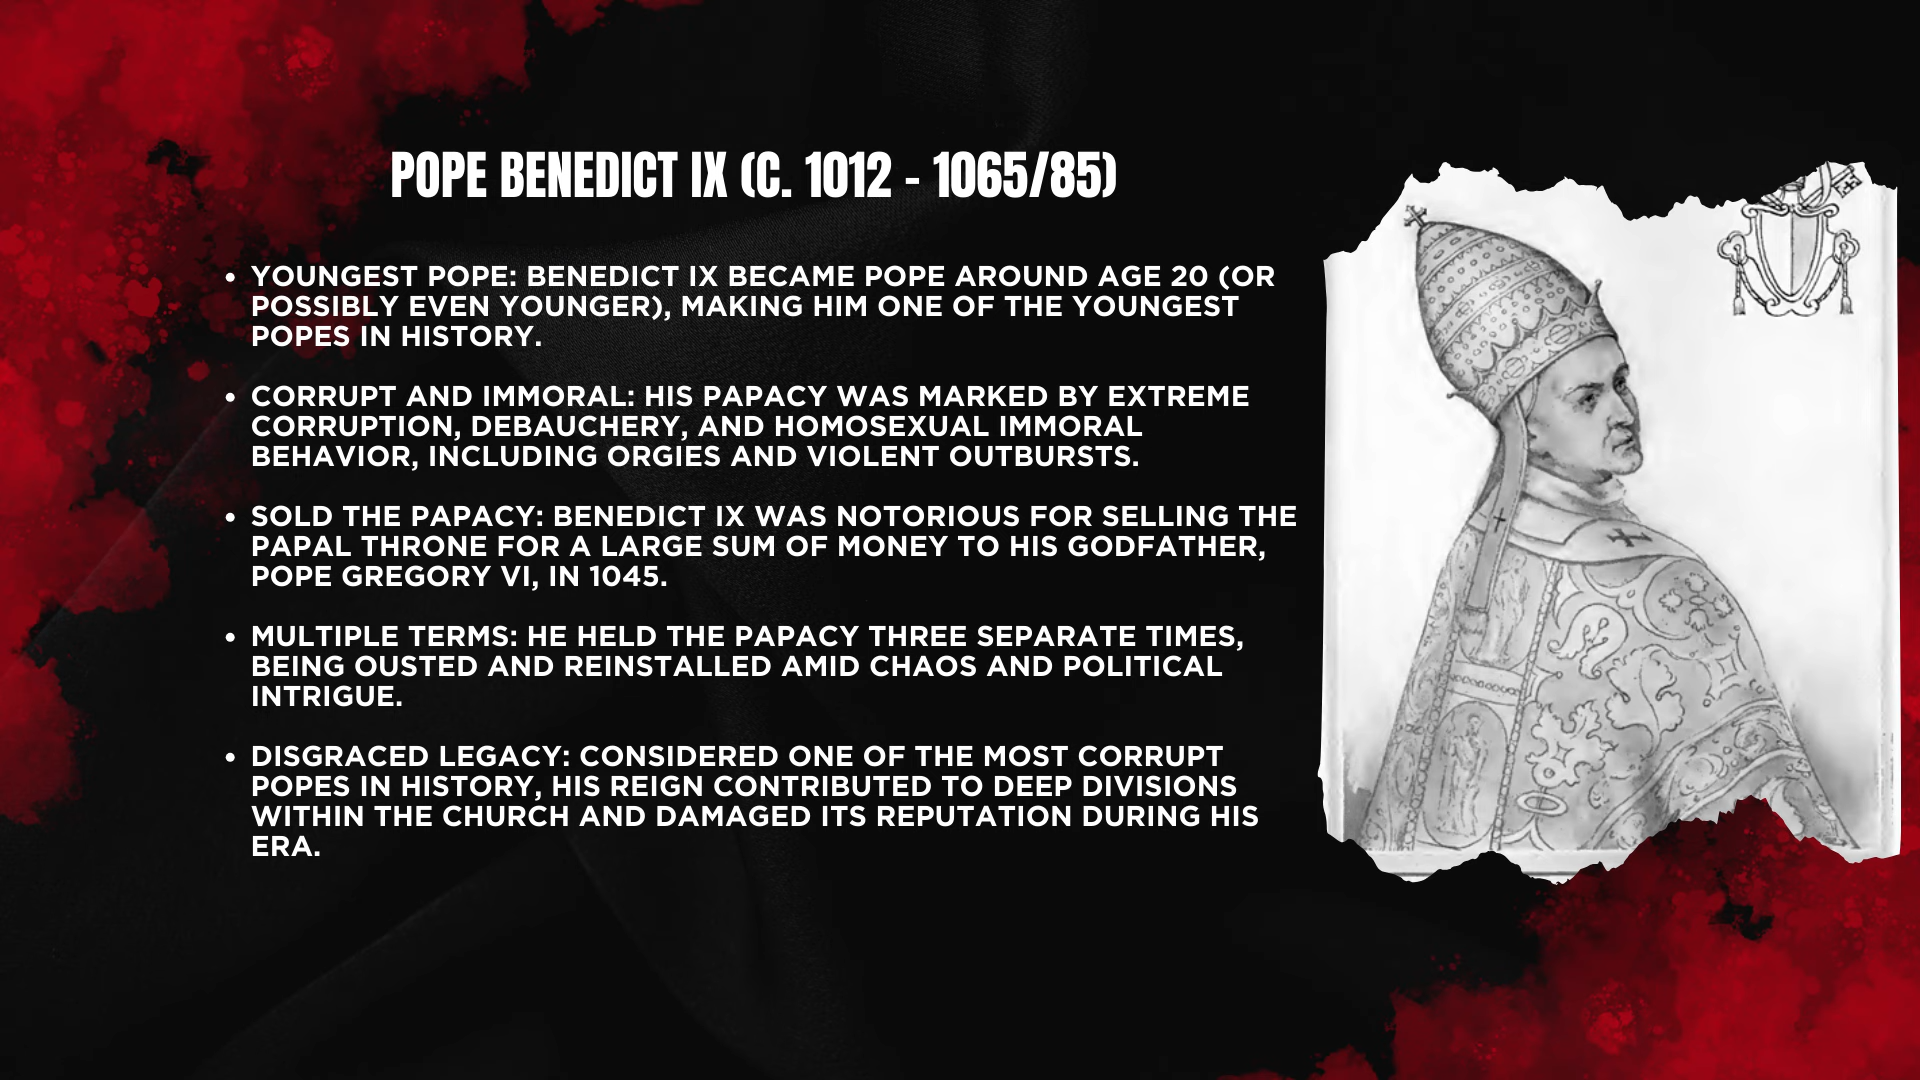 POPE BENEDICT IX (C. 1012 - 1065/85)
• YOUNGEST POPE: BENEDICT IX BECAME POPE AROUND AGE 20 (OR
POSSIBLY EVEN YOUNGER), MAKING HIM ONE OF THE YOUNGEST
POPES IN HISTORY.
• CORRUPT AND IMMORAL: HIS PAPACY WAS MARKED BY EXTREME
CORRUPTION, DEBAUCHERY, AND HOMOSEXUAL IMMORAL
BEHAVIOR, INCLUDING ORGIES AND VIOLENT OUTBURSTS.
• SOLD THE PAPACY: BENEDICT IX WAS NOTORIOUS FOR SELLING THE
PAPAL THRONE FOR A LARGE SUM OF MONEY TO HIS GODFATHER,
POPE GREGORY VI, IN 1045.
• MULTIPLE TERMS: HE HELD THE PAPACY THREE SEPARATE TIMES,
BEING OUSTED AND REINSTALLED AMID CHAOS AND POLITICAL
INTRIGUE.
• DISGRACED LEGACY: CONSIDERED ONE OF THE MOST CORRUPT
POPES IN HISTORY, HIS REIGN CONTRIBUTED TO DEEP DIVISIONS
WITHIN THE CHURCH AND DAMAGED ITS REPUTATION DURING HIS
ERA.